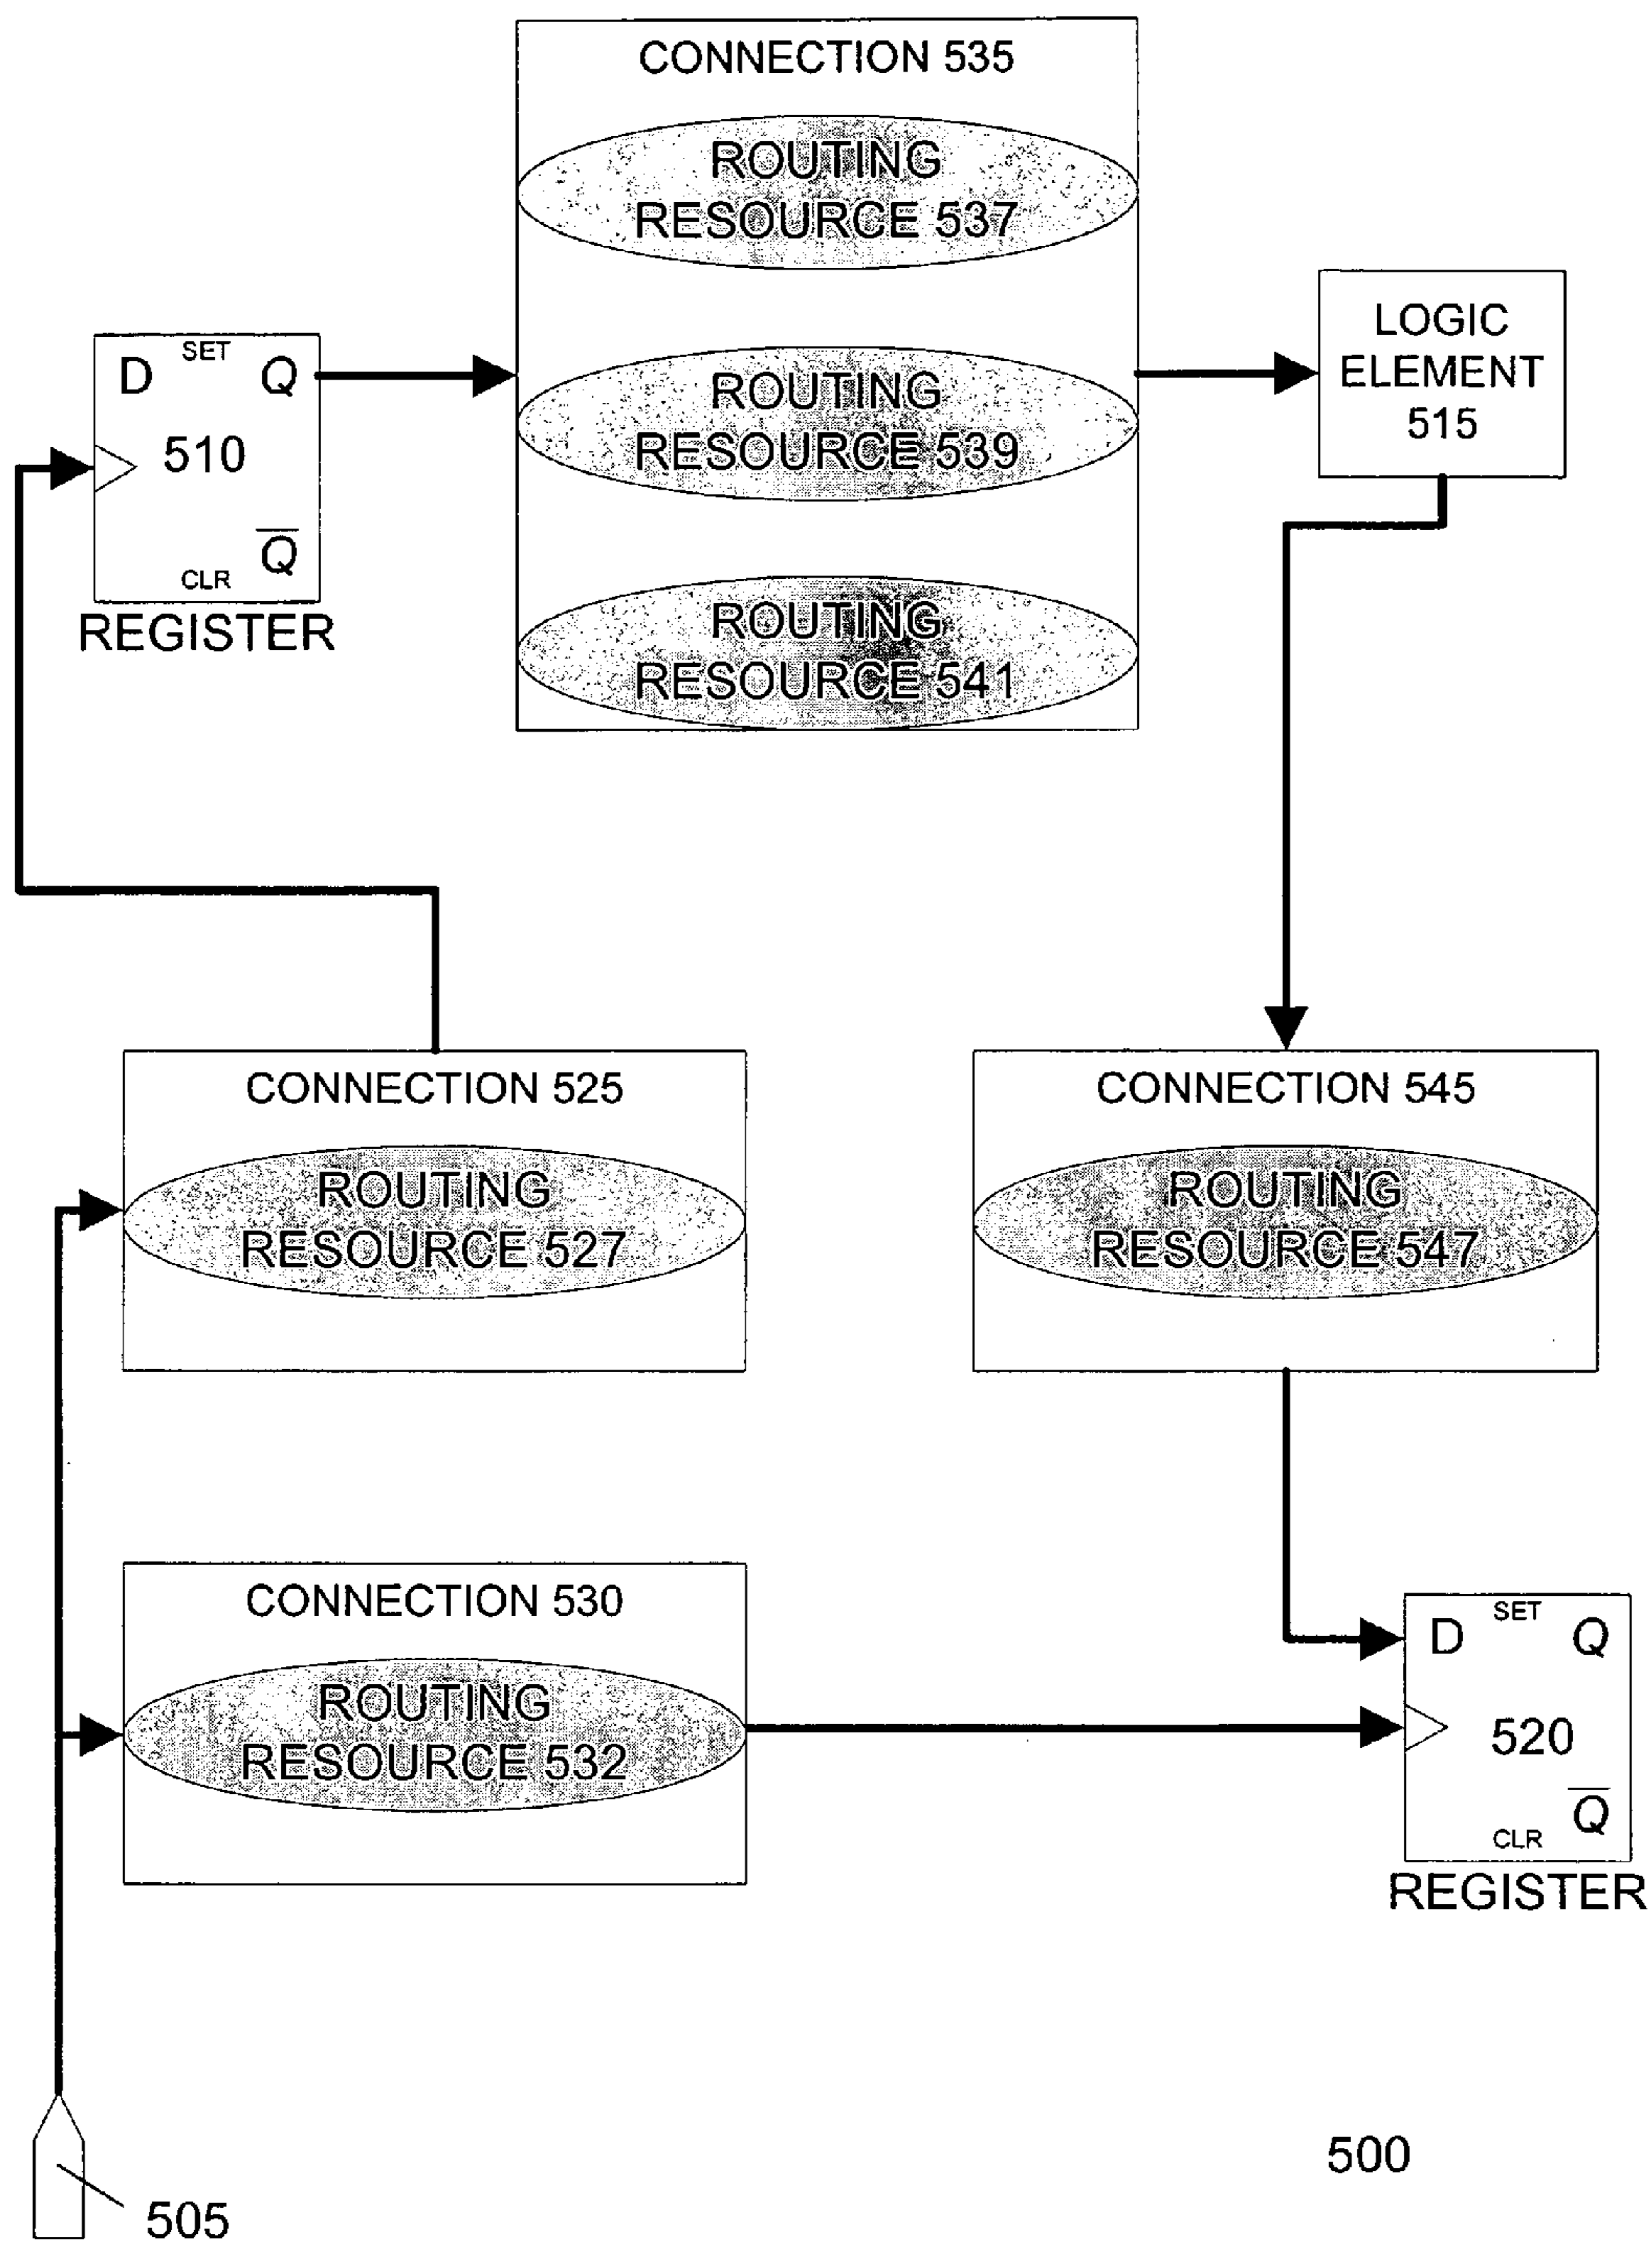 CONNECTION 535
ROUTING
RESOURCE 537
ROUTING
RESOURCE 539
ROUTING
RESOURCE 541
LOGIC
ELEMENT
515
D SET Q
510
Q̅
CLR
REGISTER
CONNECTION 525
ROUTING
RESOURCE 527
CONNECTION 545
ROUTING
RESOURCE 547
CONNECTION 530
ROUTING
RESOURCE 532
D SET Q
520
Q̅
CLR
REGISTER
500
505